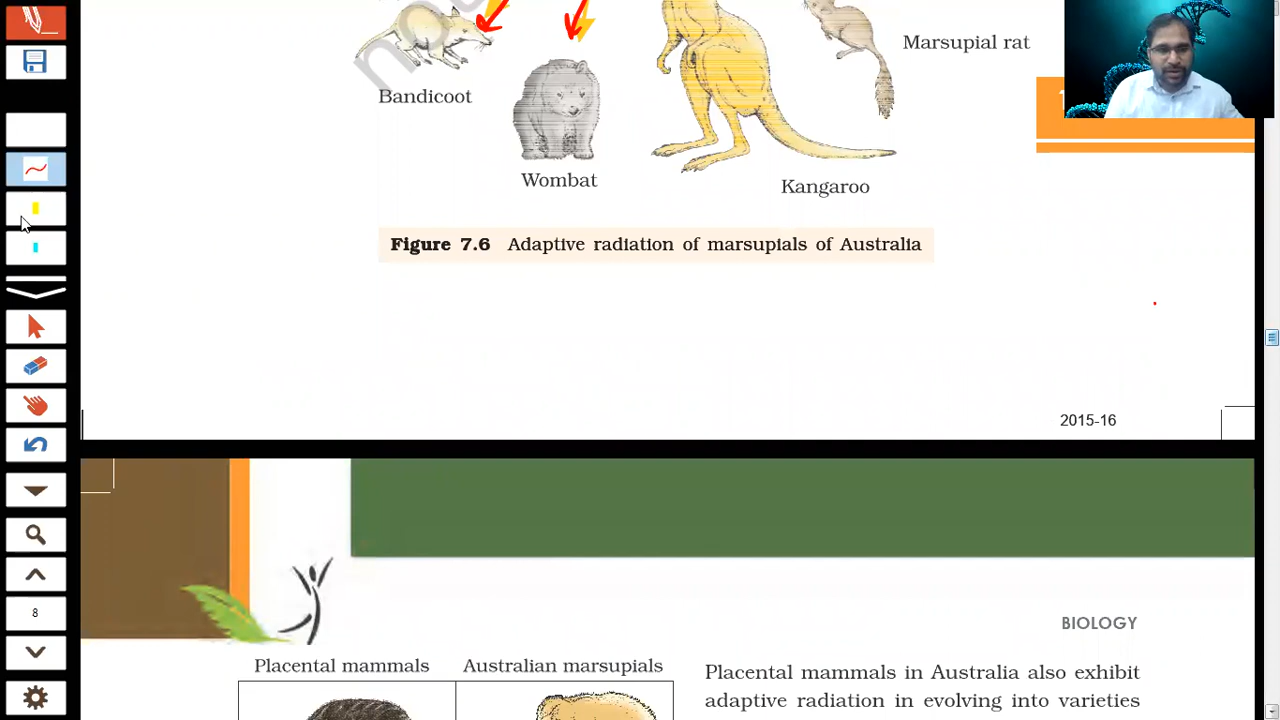 Marsupial rat
Bandicoot
Wombat
Kangaroo
Figure 7.6 Adaptive radiation of marsupials of Australia
2015-16
8
BIOLOGY
Placental mammals Australian marsupials
Placental mammals in Australia also exhibit
adaptive radiation in evolving into varieties